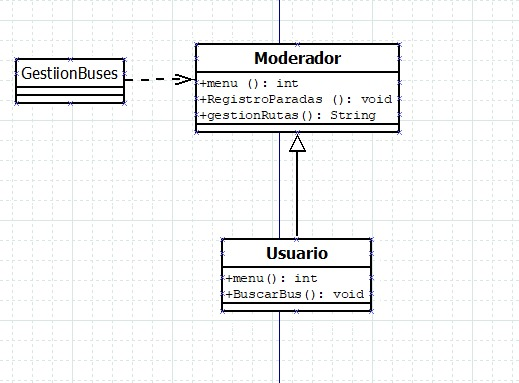 GestiionBuses
Moderador
+menu (): int
+RegistroParadas (): void
+gestionRutas(): String
Usuario
+menu(): int
+BuscarBus(): void